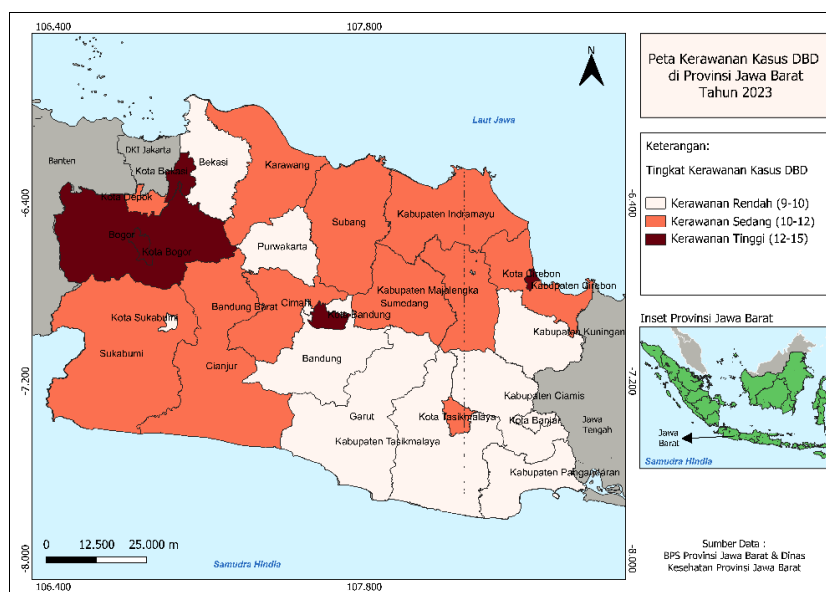 106.400
107.800
N
Peta Kerawanan Kasus DBD
di Provinsi Jawa Barat
Tahun 2023
Laut Jawa
Keterangan:
Tingkat Kerawanan Kasus DBD
Kerawanan Rendah (9-10)
Kerawanan Sedang (10-12)
Kerawanan Tinggi (12-15)
Banten
DKI Jakarta
Kota Bekasi
Bekasi
Karawang
Kota Depok
-6.400
-6.400
Subang
Kabupaten Indramayu
Bogor
Kota Bogor
Purwakarta
Kota Cirebon
Kabupaten Cirebon
Kabupaten Majalengka
Sumedang
Bandung Barat
Cimahi
Kota Bandung
Kota Sukabumi
Sukabumi
Cianjur
Bandung
Kabupaten Kuningan
Inset Provinsi Jawa Barat
-7.200
-7.200
Kabupaten Ciamis
Garut
Kota Tasikmalaya
Kota Banjar
Jawa
Tengah
Kabupaten Tasikmalaya
Kabupaten Pangandaran
Jawa
Barat
Samudra Hindia
0
12.500
25.000 m
Samudra Hindia
-8.000
-8.000
Sumber Data :
BPS Provinsi Jawa Barat & Dinas
Kesehatan Provinsi Jawa Barat
106.400
107.800